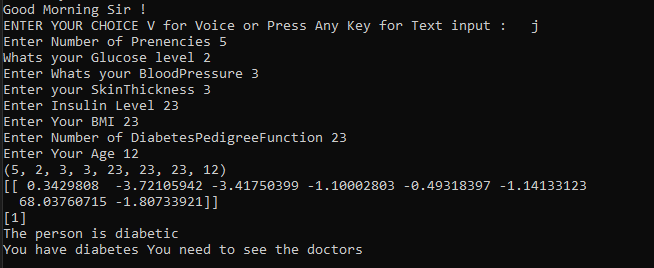 Good Morning Sir !
ENTER YOUR CHOICE V for Voice or Press Any Key for Text input :   j
Enter Number of Prenencies 5
Whats your Glucose level 2
Enter Whats your BloodPressure 3
Enter your SkinThickness 3
Enter Insulin Level 23
Enter Your BMI 23
Enter Number of DiabetesPedigreeFunction 23
Enter Your Age 12
(5, 2, 3, 3, 23, 23, 23, 12)
[[ 0.3429808  -3.72105942 -3.41750399 -1.10002803 -0.49318397 -1.14133123
  68.03760715 -1.80733921]]
[1]
The person is diabetic
You have diabetes You need to see the doctors